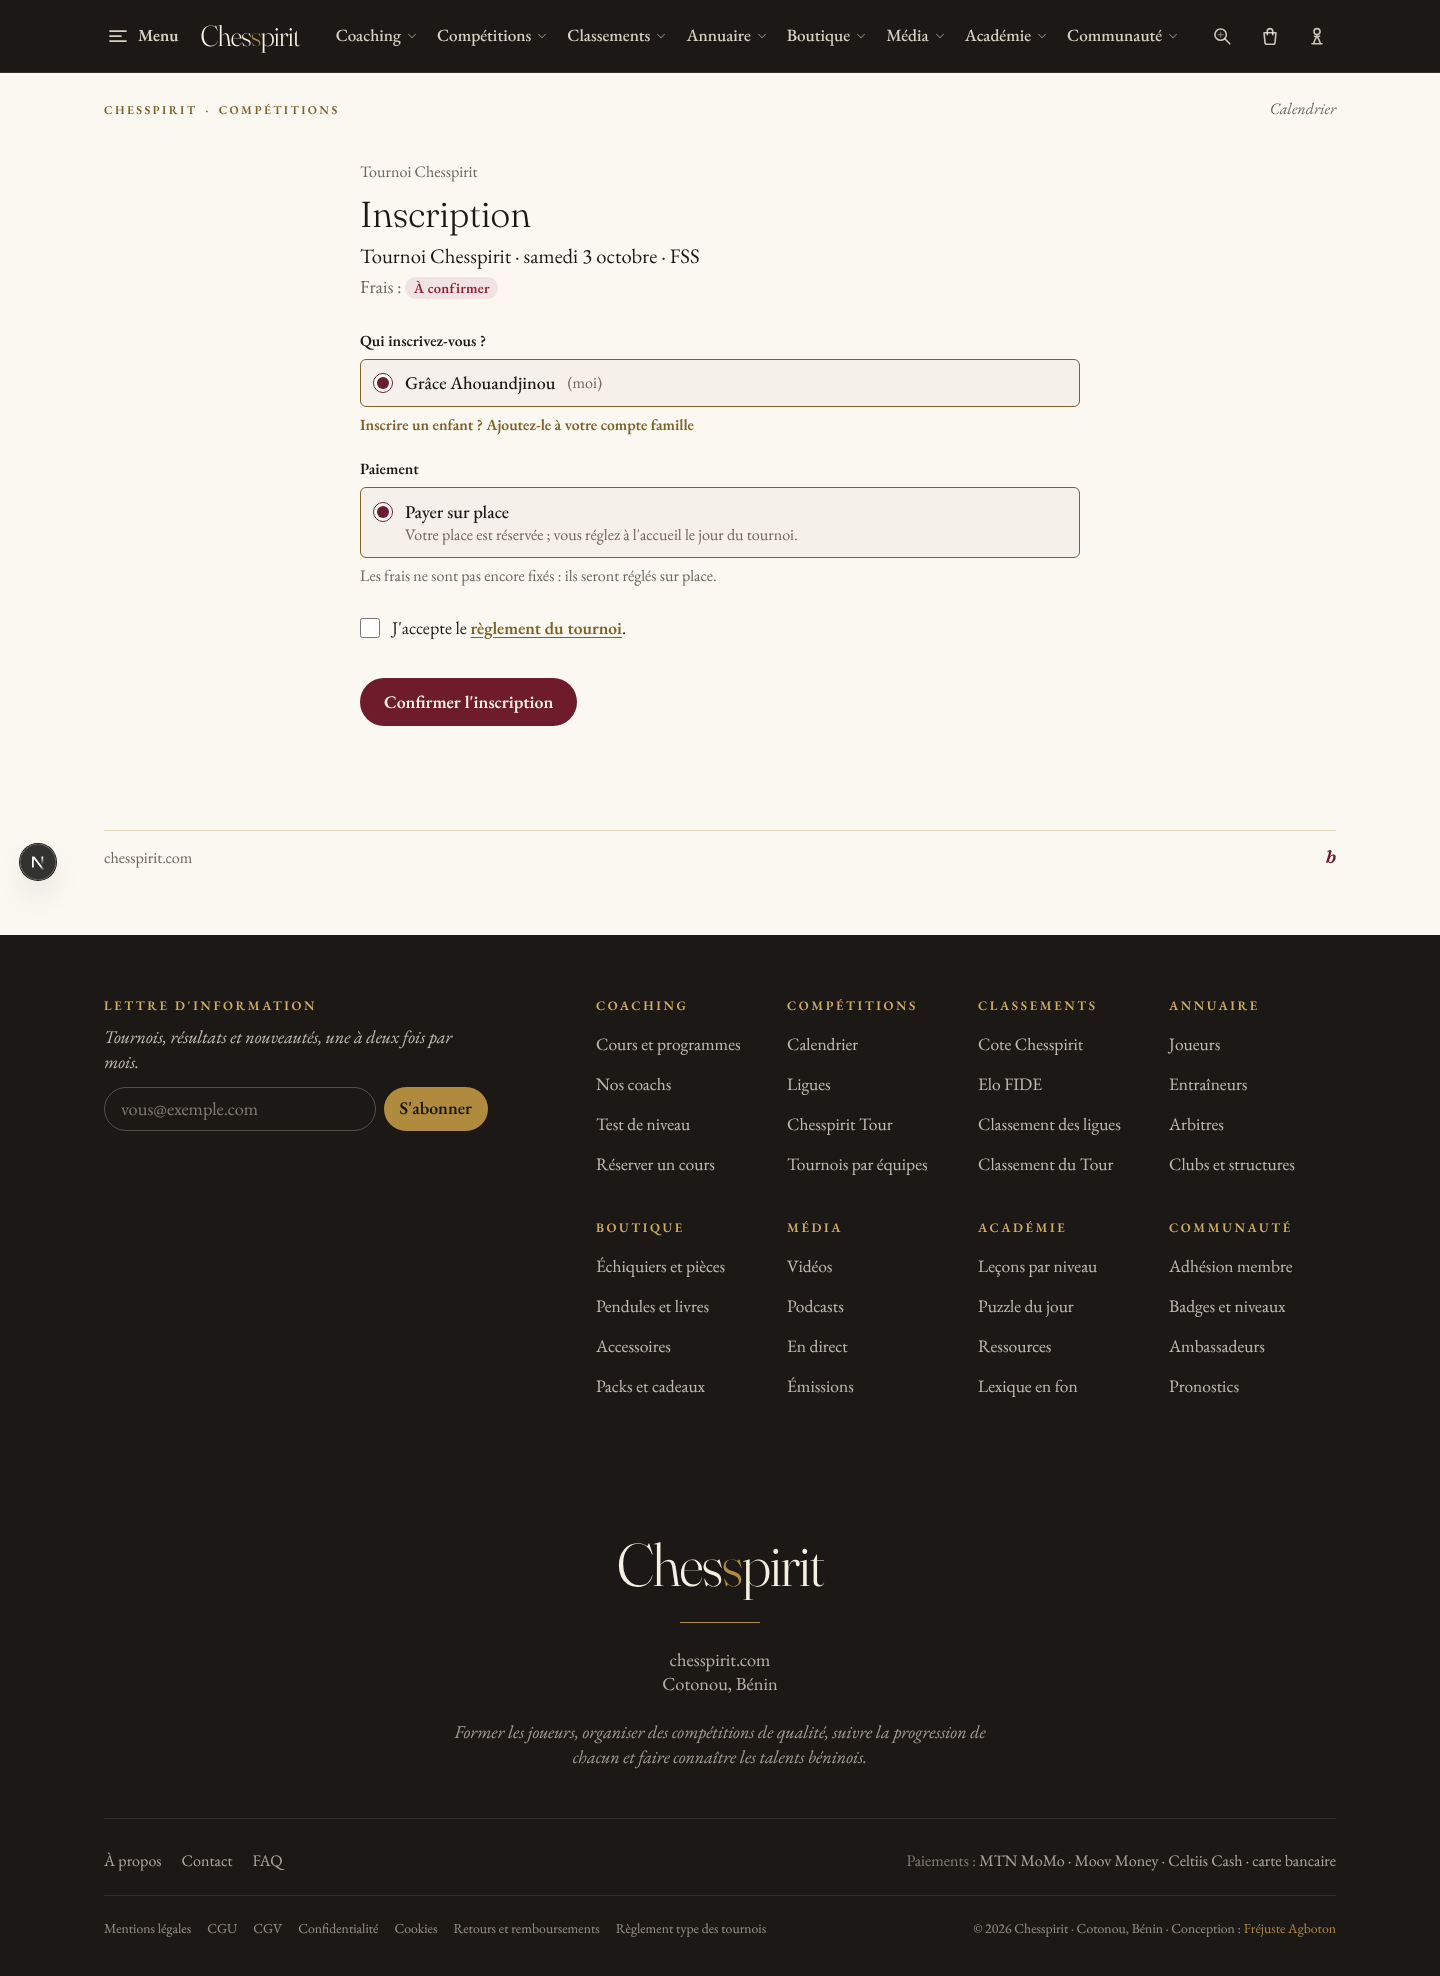 Menu
Chesspirit
Coaching
Compétitions
Classements
Annuaire
Boutique
Média
Académie
Communauté
CHESSPIRIT · COMPÉTITIONS
Calendrier
Tournoi Chesspirit
Inscription
Tournoi Chesspirit · samedi 3 octobre · FSS
Frais : À confirmer
Qui inscrivez-vous ?
Grâce Ahouandjinou (moi)
Inscrire un enfant ? Ajoutez-le à votre compte famille
Paiement
Payer sur place
Votre place est réservée ; vous réglez à l'accueil le jour du tournoi.
Les frais ne sont pas encore fixés : ils seront réglés sur place.
J'accepte le règlement du tournoi.
Confirmer l'inscription
chesspirit.com
b
N
LETTRE D'INFORMATION
Tournois, résultats et nouveautés, une à deux fois par
mois.
vous@exemple.com
S'abonner
COACHING
Cours et programmes
Nos coachs
Test de niveau
Réserver un cours
COMPÉTITIONS
Calendrier
Ligues
Chesspirit Tour
Tournois par équipes
CLASSEMENTS
Cote Chesspirit
Elo FIDE
Classement des ligues
Classement du Tour
ANNUAIRE
Joueurs
Entraîneurs
Arbitres
Clubs et structures
BOUTIQUE
Échiquiers et pièces
Pendules et livres
Accessoires
Packs et cadeaux
MÉDIA
Vidéos
Podcasts
En direct
Émissions
ACADÉMIE
Leçons par niveau
Puzzle du jour
Ressources
Lexique en fon
COMMUNAUTÉ
Adhésion membre
Badges et niveaux
Ambassadeurs
Pronostics
Chesspirit
chesspirit.com
Cotonou, Bénin
Former les joueurs, organiser des compétitions de qualité, suivre la progression de
chacun et faire connaître les talents béninois.
À propos
Contact
FAQ
Paiements : MTN MoMo · Moov Money · Celtiis Cash · carte bancaire
Mentions légales
CGU
CGV
Confidentialité
Cookies
Retours et remboursements
Règlement type des tournois
© 2026 Chesspirit · Cotonou, Bénin · Conception : Fréjuste Agboton